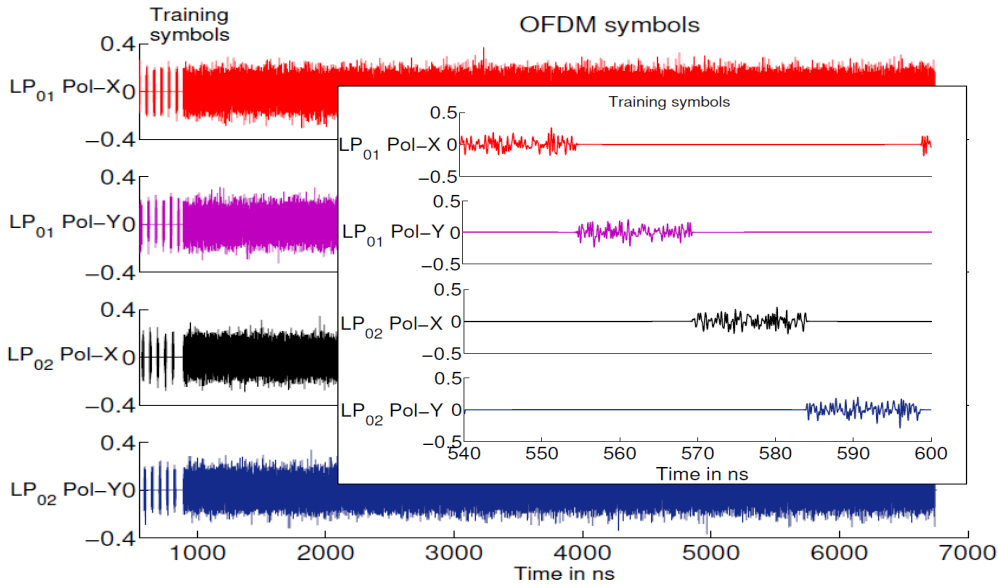 Training
symbols
OFDM symbols
0.4
LP01 Pol−X 0
−0.4
0.4
LP01 Pol−Y 0
−0.4
0.4
LP02 Pol−X 0
−0.4
0.4
LP02 Pol−Y 0
−0.4
1000 2000 3000 4000 5000 6000 7000
Time in ns
Training symbols
0.5
LP01 Pol−X 0
−0.5
0.5
LP01 Pol−Y 0
−0.5
0.5
LP02 Pol−X 0
−0.5
0.5
LP02 Pol−Y 0
−0.5
540 550 560 570 580 590 600
Time in ns